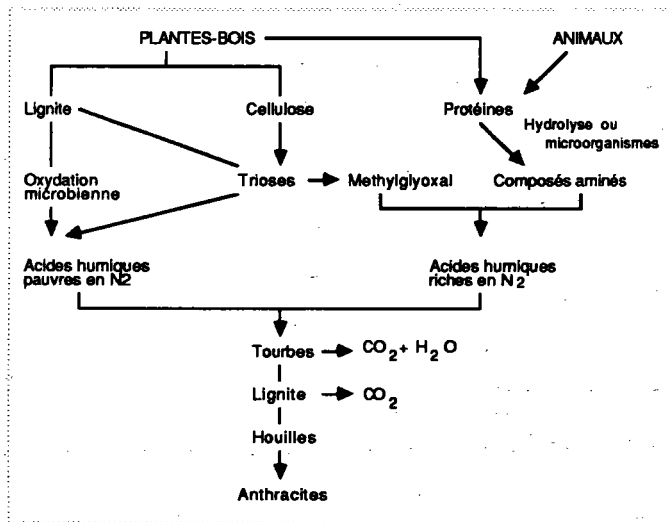 PLANTES-BOIS
ANIMAUX
Lignite
Cellulose
Protéines
Hydrolyse ou
microorganismes
Oxydation
microbienne
Trioses
Methylglyoxal
Composés aminés
Acides humiques
pauvres en N2
Acides humiques
riches en N2
Tourbes
CO2 + H2O
Lignite
CO2
Houilles
Anthracites